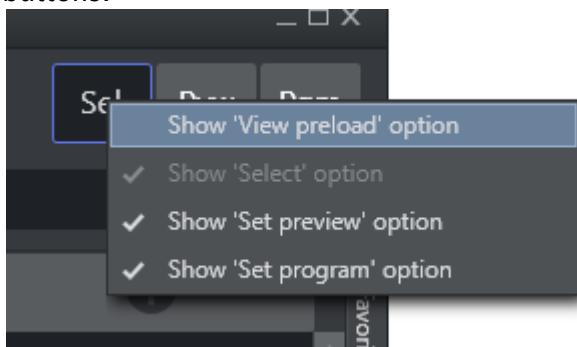 buttons.
Sel
Show 'View preload' option
Show 'Select' option
Show 'Set preview' option
Show 'Set program' option